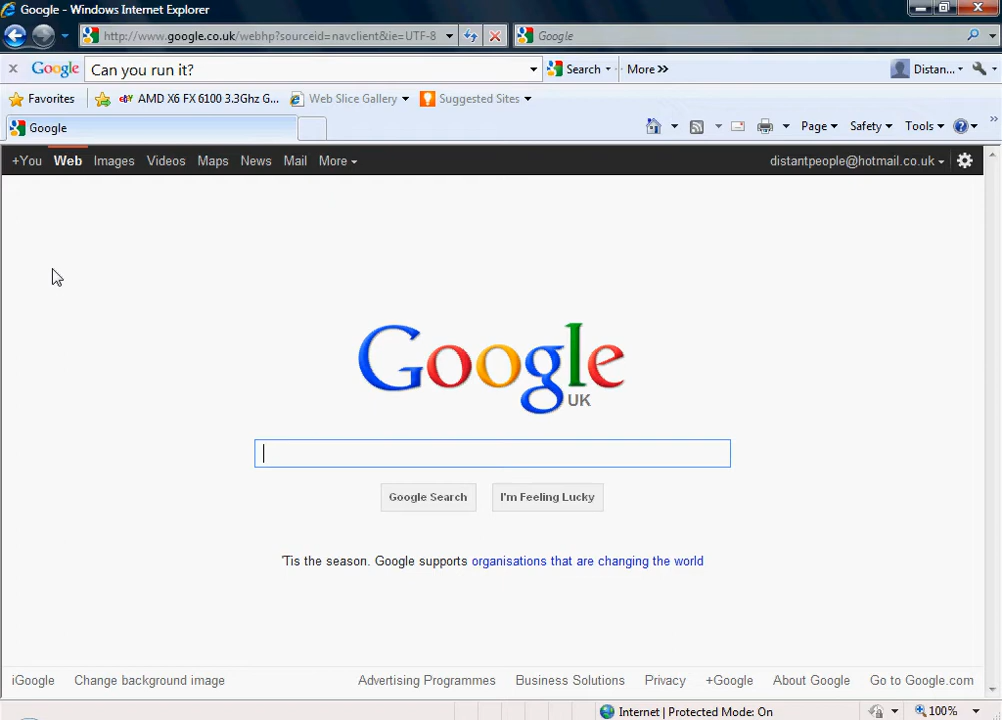 Google - Windows Internet Explorer
http://www.google.co.uk/webhp?sourceid=navclient&ie=UTF-8 Google
Google Can you run it? Search More »» Distan...
Favorites ebY AMD X6 FX 6100 3.3Ghz G... Web Slice Gallery Suggested Sites
Google Page Safety Tools
+You Web Images Videos Maps News Mail More distantpeople@hotmail.co.uk
Google
UK
Google Search I'm Feeling Lucky
'Tis the season. Google supports organisations that are changing the world
iGoogle Change background image Advertising Programmes Business Solutions Privacy +Google About Google Go to Google.com
Internet | Protected Mode: On 100%